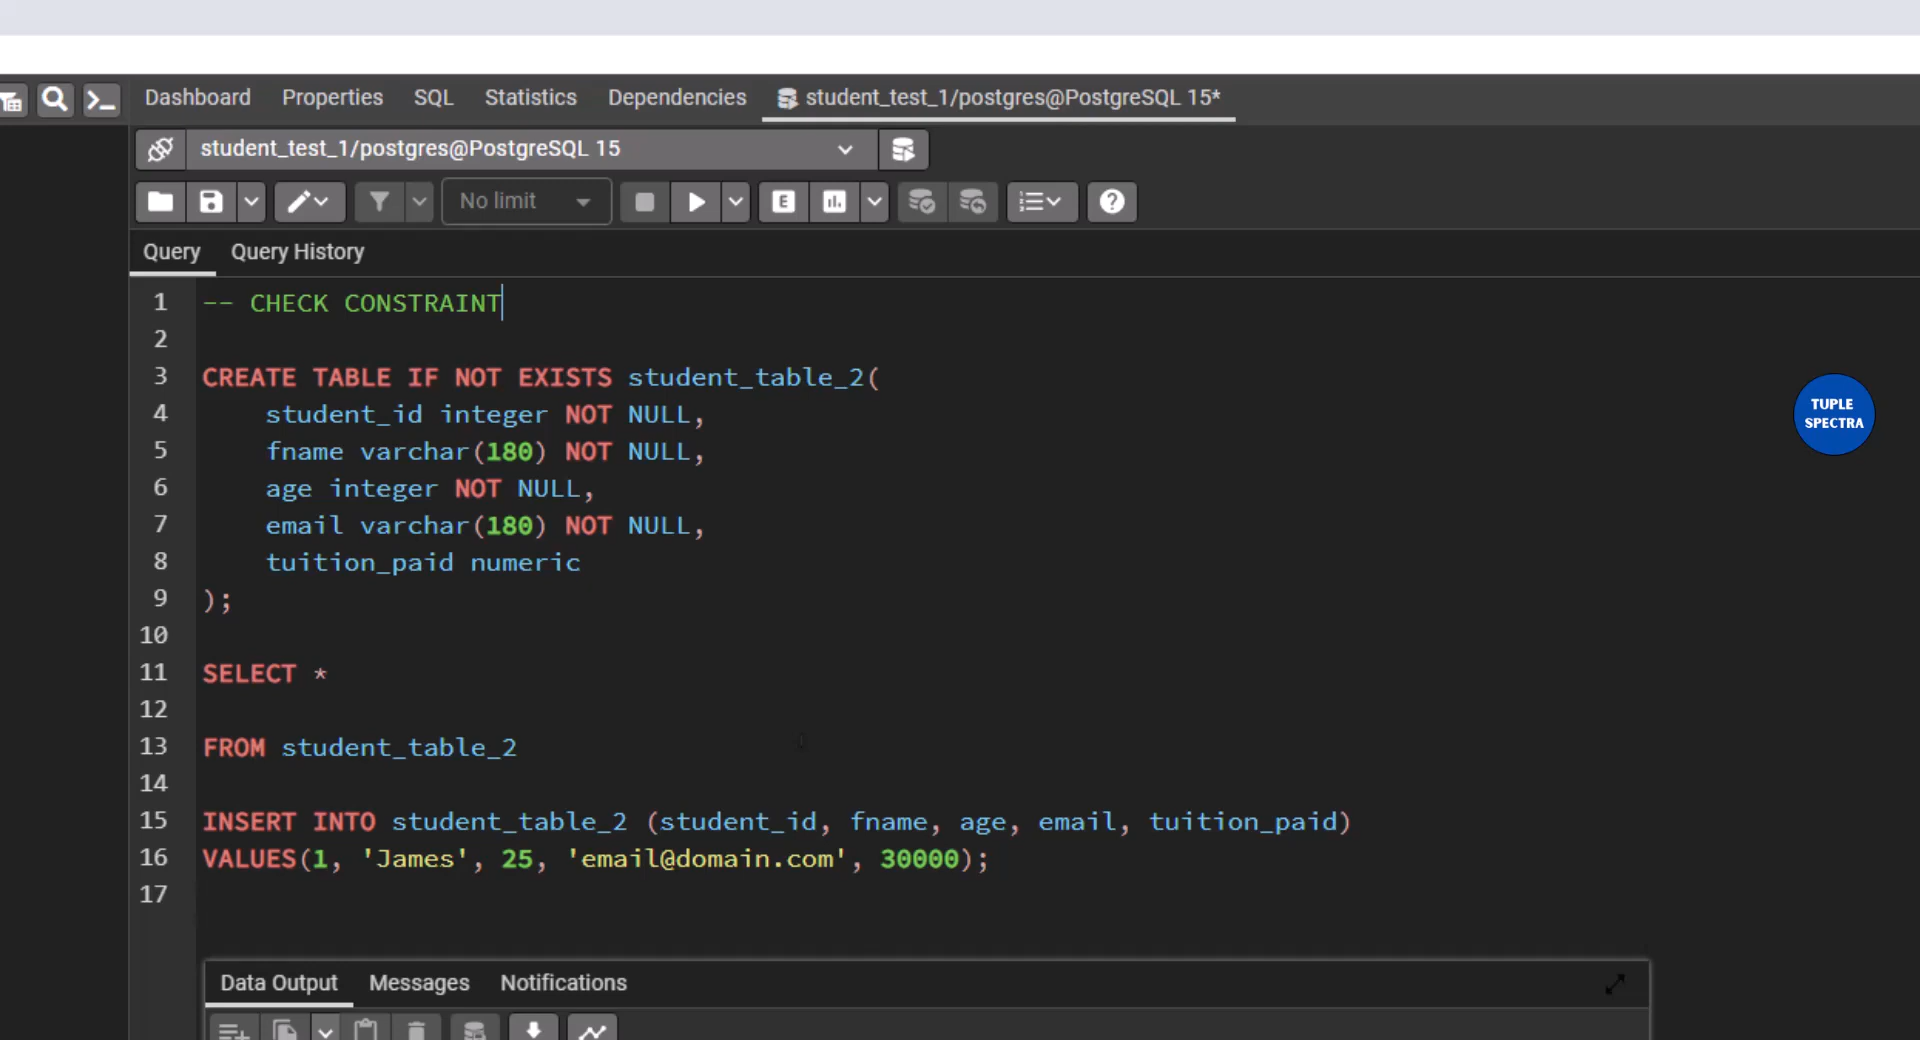 Dashboard Properties SQL Statistics Dependencies student_test_1/postgres@PostgreSQL 15*
student_test_1/postgres@PostgreSQL 15
No limit E
Query Query History
1 -- CHECK CONSTRAINT
2
3 CREATE TABLE IF NOT EXISTS student_table_2(
4 student_id integer NOT NULL,
5 fname varchar(180) NOT NULL,
6 age integer NOT NULL,
7 email varchar(180) NOT NULL,
8 tuition_paid numeric
9 );
10
11 SELECT *
12
13 FROM student_table_2
14
15 INSERT INTO student_table_2 (student_id, fname, age, email, tuition_paid)
16 VALUES(1, 'James', 25, 'email@domain.com', 30000);
17
TUPLE
SPECTRA
Data Output Messages Notifications